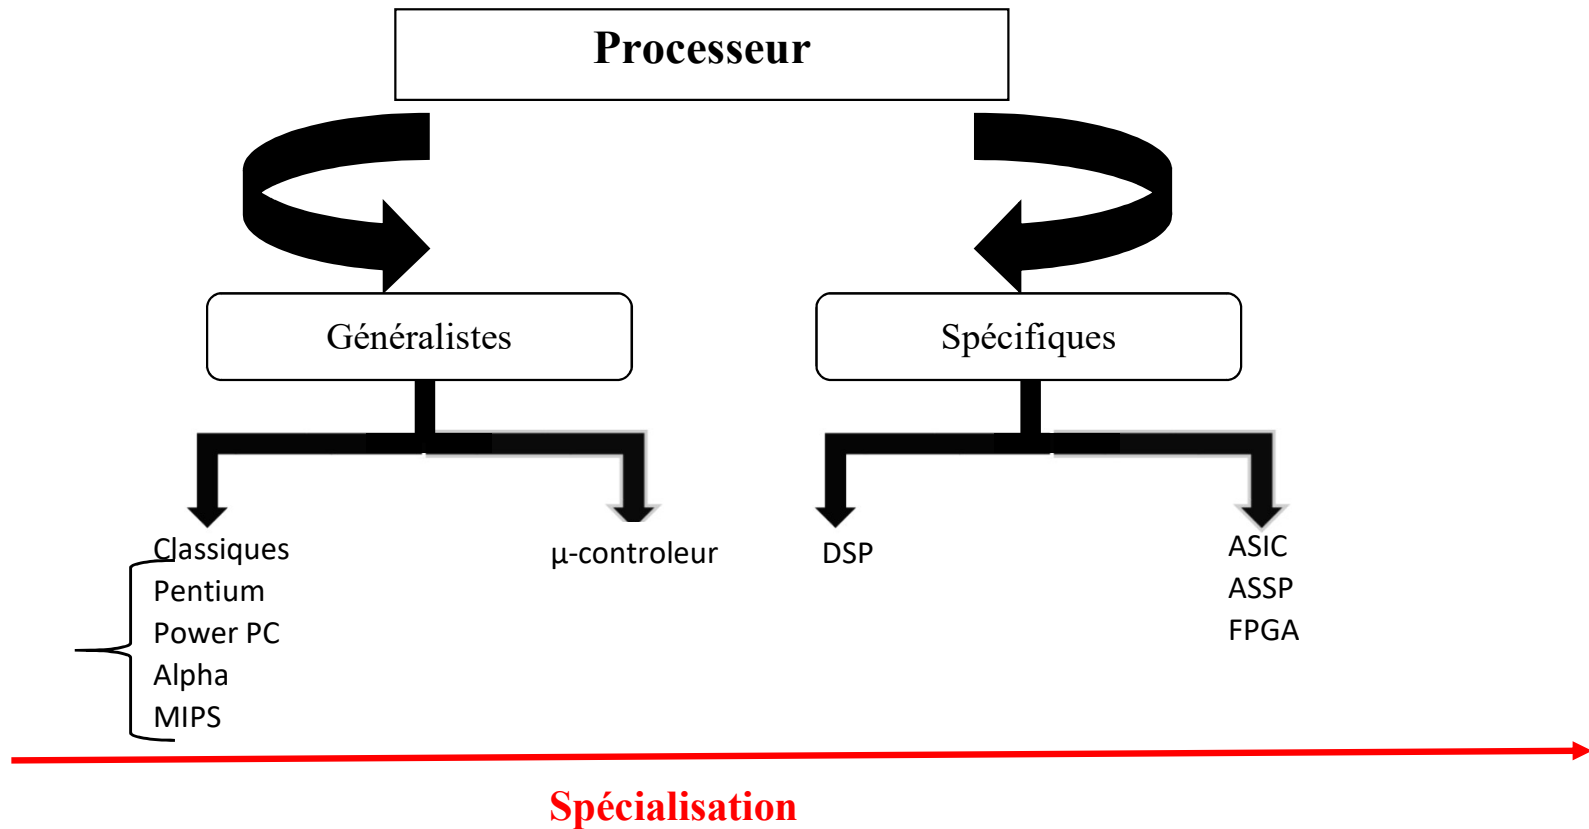 Processeur
Généralistes
Spécifiques
Classiques
Pentium
Power PC
Alpha
MIPS
µ-controleur
DSP
ASIC
ASSP
FPGA
Spécialisation